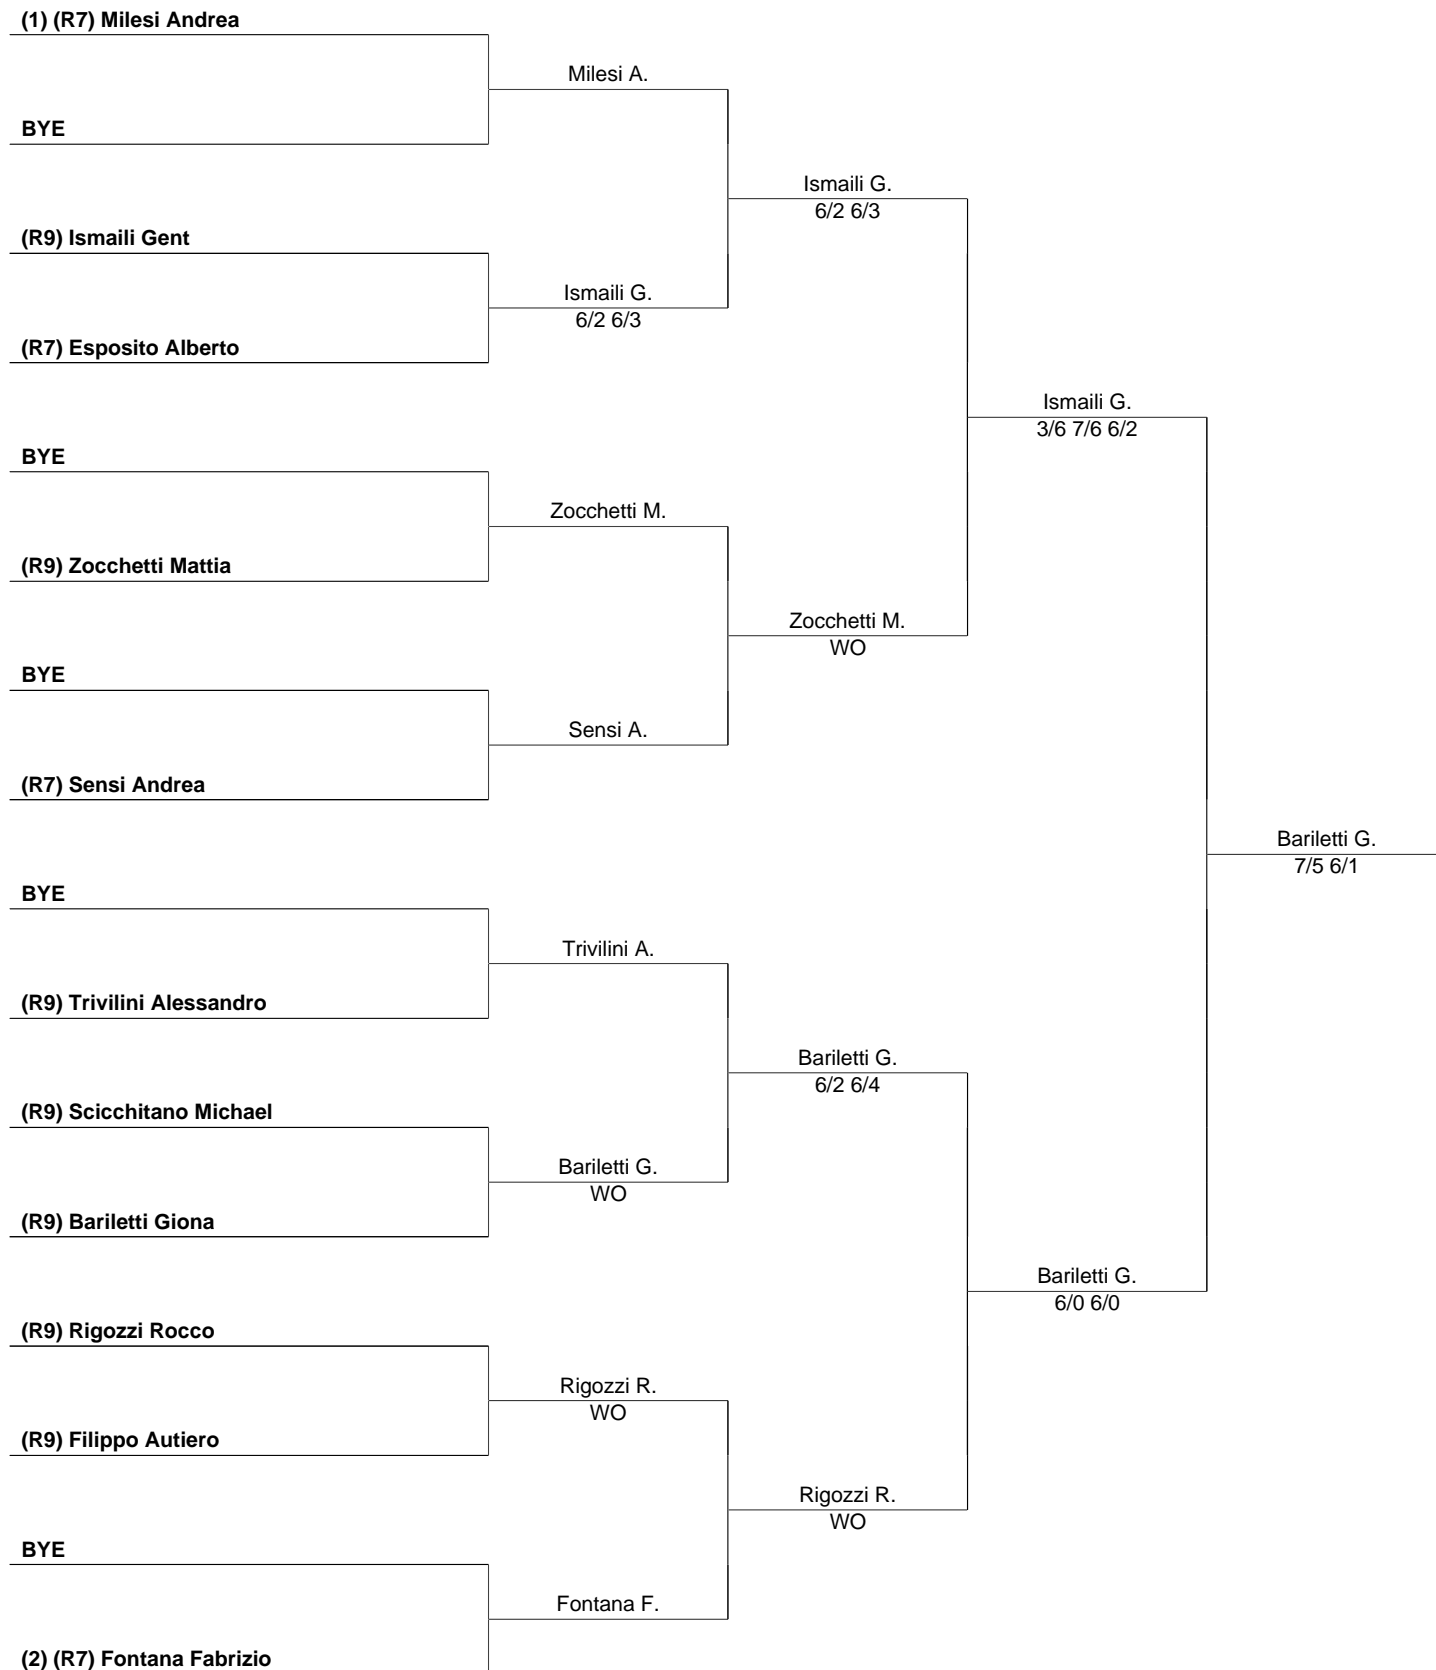 (1) (R7) Milesi Andrea
Milesi A.
BYE
Ismaili G.
6/2 6/3
(R9) Ismaili Gent
Ismaili G.
6/2 6/3
(R7) Esposito Alberto
Ismaili G.
3/6 7/6 6/2
BYE
Zocchetti M.
(R9) Zocchetti Mattia
Zocchetti M.
WO
BYE
Sensi A.
(R7) Sensi Andrea
Bariletti G.
7/5 6/1
BYE
Trivilini A.
(R9) Trivilini Alessandro
Bariletti G.
6/2 6/4
(R9) Scicchitano Michael
Bariletti G.
WO
(R9) Bariletti Giona
Bariletti G.
6/0 6/0
(R9) Rigozzi Rocco
Rigozzi R.
WO
(R9) Filippo Autiero
Rigozzi R.
WO
BYE
Fontana F.
(2) (R7) Fontana Fabrizio